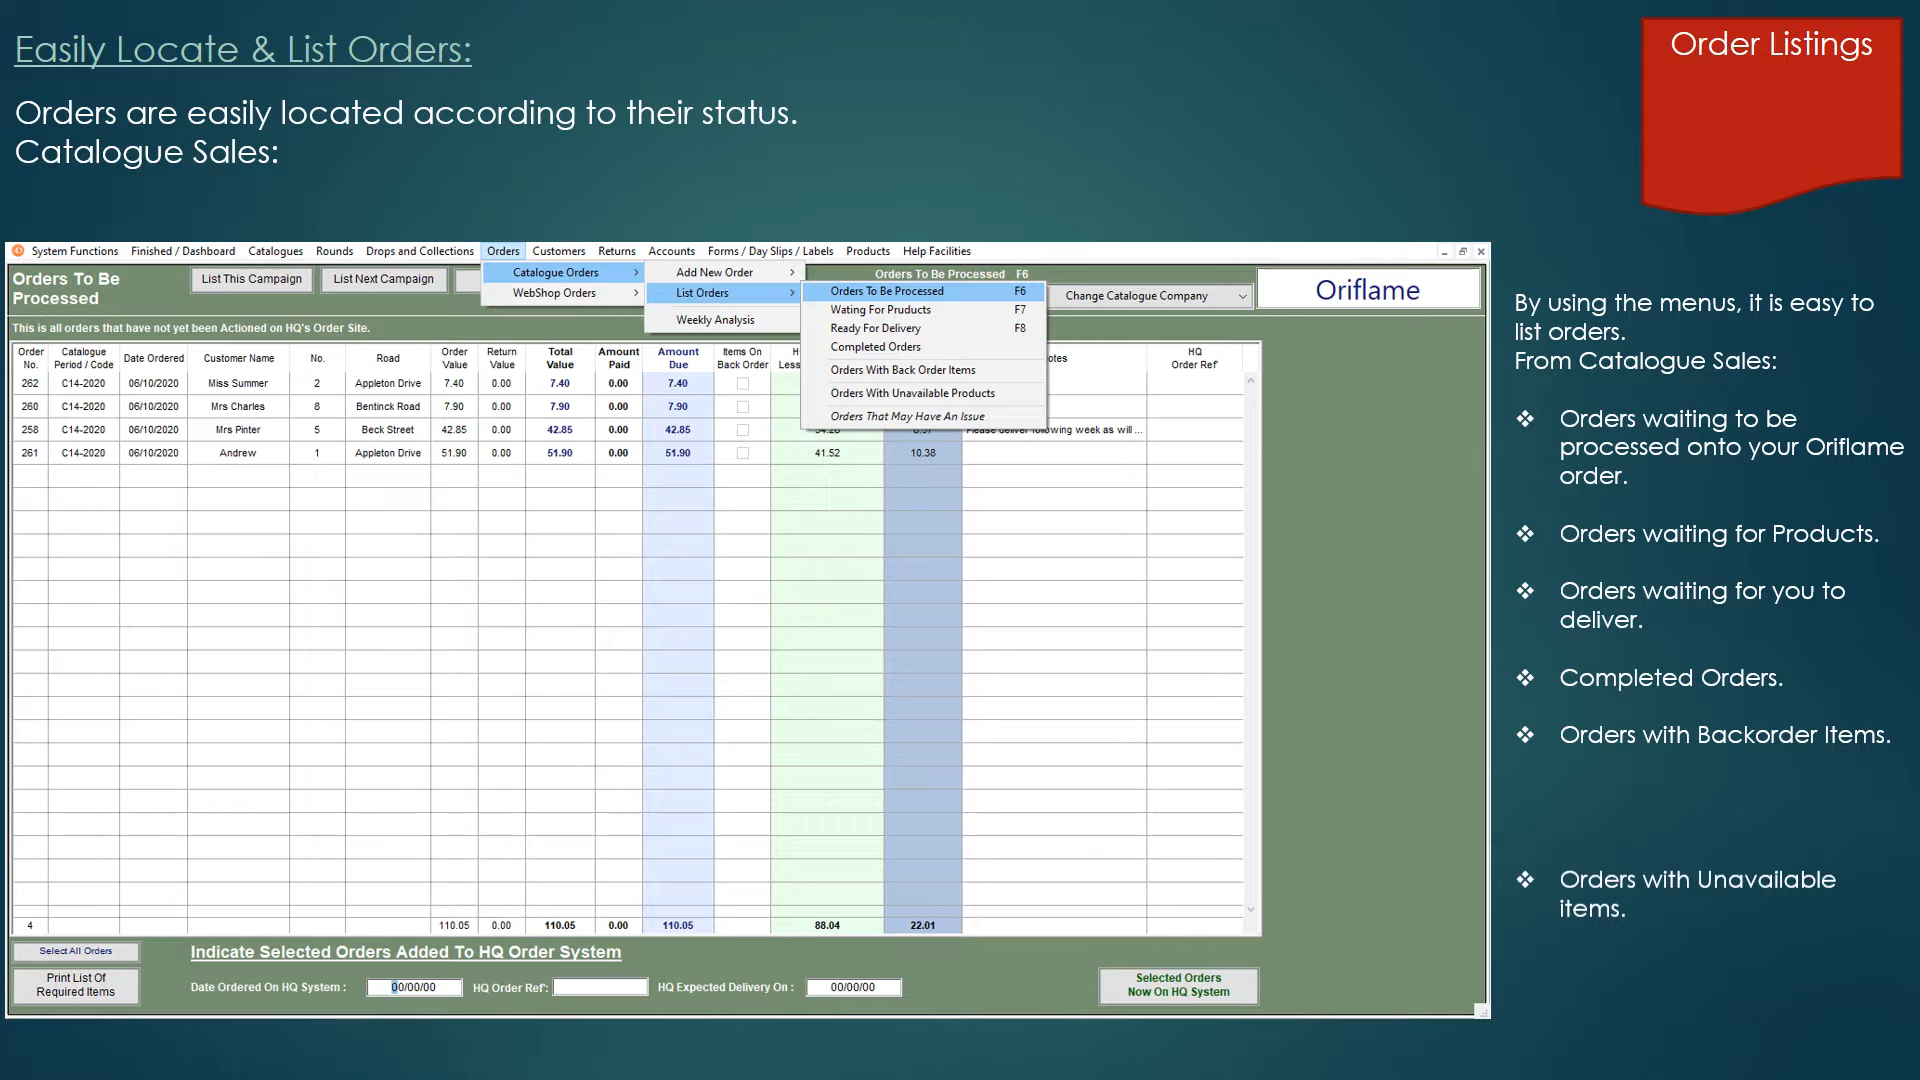 Easily Locate & List Orders:
Order Listings
Orders are easily located according to their status.
Catalogue Sales:
System Functions Finished / Dashboard Catalogues Rounds Drops and Collections Orders Customers Returns Accounts Forms / Day Slips / Labels Products Help Facilities
Orders To Be
Processed
List This Campaign
List Next Campaign
Catalogue Orders
WebShop Orders
Add New Order
List Orders
Weekly Analysis
Orders To Be Processed F6
Orders To Be Processed F6
Wating For Products F7
Ready For Delivery F8
Completed Orders
Orders With Back Order Items
Orders With Unavailable Products
Orders That May Have An Issue
Change Catalogue Company
Oriflame
This is all orders that have not yet been Actioned on HQ's Order Site.
Order No. Catalogue Period / Code Date Ordered Customer Name No. Road Order Value Return Value Total Value Amount Paid Amount Due Items On Back Order HQ Order Ref'
262 C14-2020 06/10/2020 Miss Summer 2 Appleton Drive 7.40 0.00 7.40 0.00 7.40
260 C14-2020 06/10/2020 Mrs Charles 8 Bentinck Road 7.90 0.00 7.90 0.00 7.90
258 C14-2020 06/10/2020 Mrs Pinter 5 Beck Street 42.85 0.00 42.85 0.00 42.85 Please deliver following week as will ...
261 C14-2020 06/10/2020 Andrew 1 Appleton Drive 51.90 0.00 51.90 0.00 51.90 41.52 10.38
4 110.05 0.00 110.05 0.00 110.05 88.04 22.01
Select All Orders
Print List Of
Required Items
Indicate Selected Orders Added To HQ Order System
Date Ordered On HQ System : 00/00/00 HQ Order Ref': HQ Expected Delivery On : 00/00/00
Selected Orders
Now On HQ System
By using the menus, it is easy to
list orders.
From Catalogue Sales:
❖ Orders waiting to be
processed onto your Oriflame
order.
❖ Orders waiting for Products.
❖ Orders waiting for you to
deliver.
❖ Completed Orders.
❖ Orders with Backorder Items.
❖ Orders with Unavailable
items.